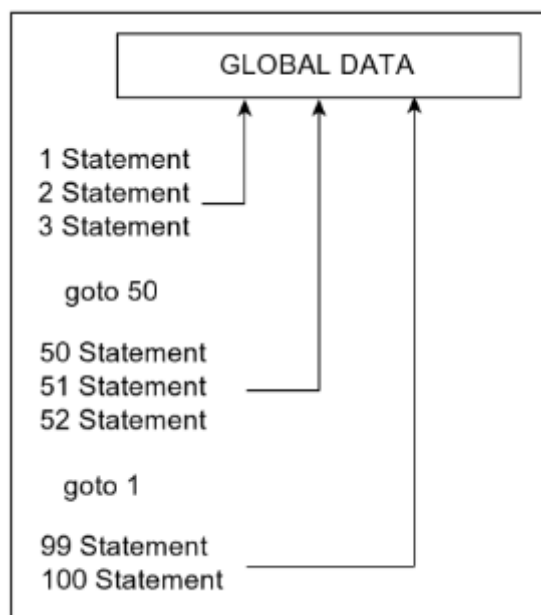 GLOBAL DATA
1 Statement
2 Statement
3 Statement
goto 50
50 Statement
51 Statement
52 Statement
goto 1
99 Statement
100 Statement